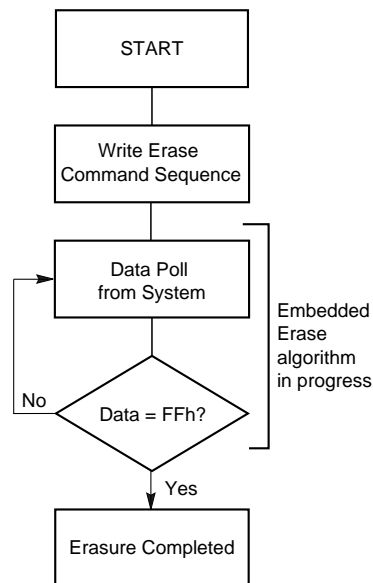 START
Write Erase
Command Sequence
Data Poll
from System
Embedded
Erase
algorithm
in progress
No
Data = FFh?
Yes
Erasure Completed